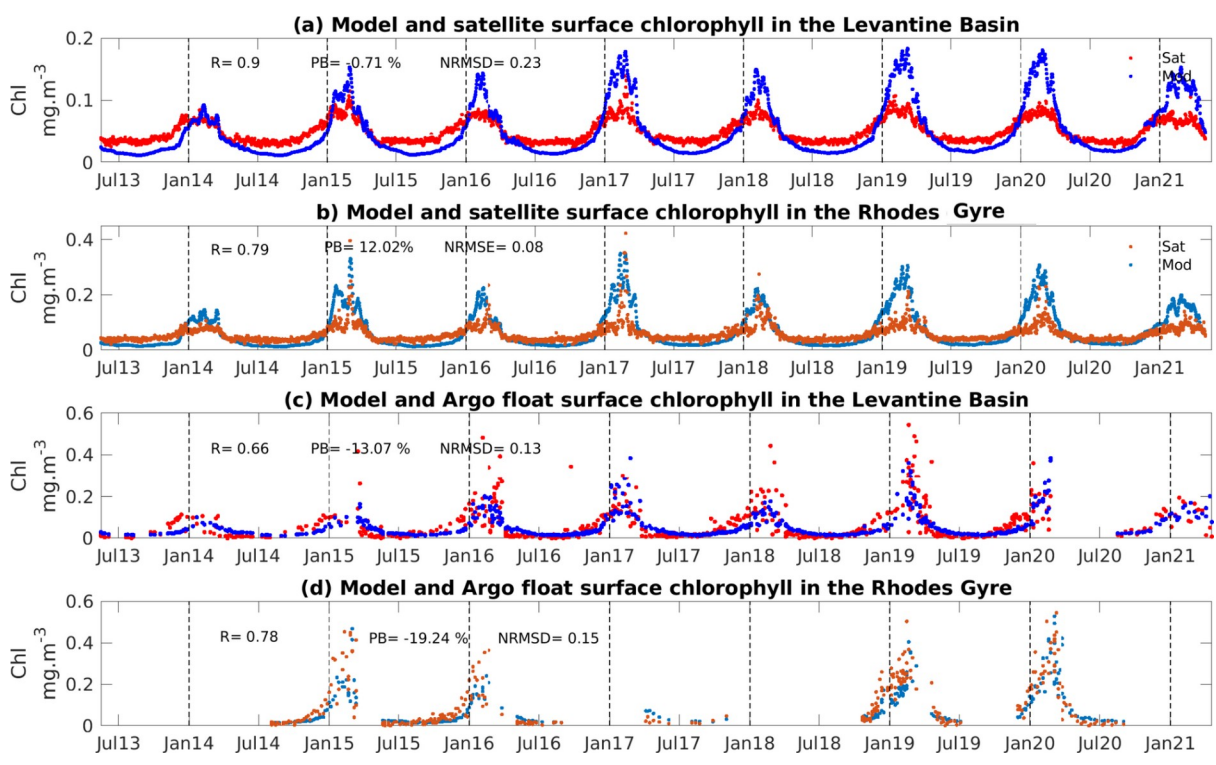 (a) Model and satellite surface chlorophyll in the Levantine Basin
0.2
0.1
0
Chl
mg.m-3
R= 0.9 PB= -0.71 % NRMSD= 0.23
Sat
Mod
Jul13 Jan14 Jul14 Jan15 Jul15 Jan16 Jul16 Jan17 Jul17 Jan18 Jul18 Jan19 Jul19 Jan20 Jul20 Jan21
b) Model and satellite surface chlorophyll in the Rhodes Gyre
0.4
0.2
0
Chl
mg.m-3
R= 0.79 PB= 12.02% NRMSE= 0.08
Sat
Mod
Jul13 Jan14 Jul14 Jan15 Jul15 Jan16 Jul16 Jan17 Jul17 Jan18 Jul18 Jan19 Jul19 Jan20 Jul20 Jan21
(c) Model and Argo float surface chlorophyll in the Levantine Basin
0.6
0.4
0.2
0
Chl
mg.m-3
R= 0.66 PB= -13.07 % NRMSD= 0.13
Jul13 Jan14 Jul14 Jan15 Jul15 Jan16 Jul16 Jan17 Jul17 Jan18 Jul18 Jan19 Jul19 Jan20 Jul20 Jan21
(d) Model and Argo float surface chlorophyll in the Rhodes Gyre
0.6
0.4
0.2
0
Chl
mg.m-3
R= 0.78 PB= -19.24 % NRMSD= 0.15
Jul13 Jan14 Jul14 Jan15 Jul15 Jan16 Jul16 Jan17 Jul17 Jan18 Jul18 Jan19 Jul19 Jan20 Jul20 Jan21